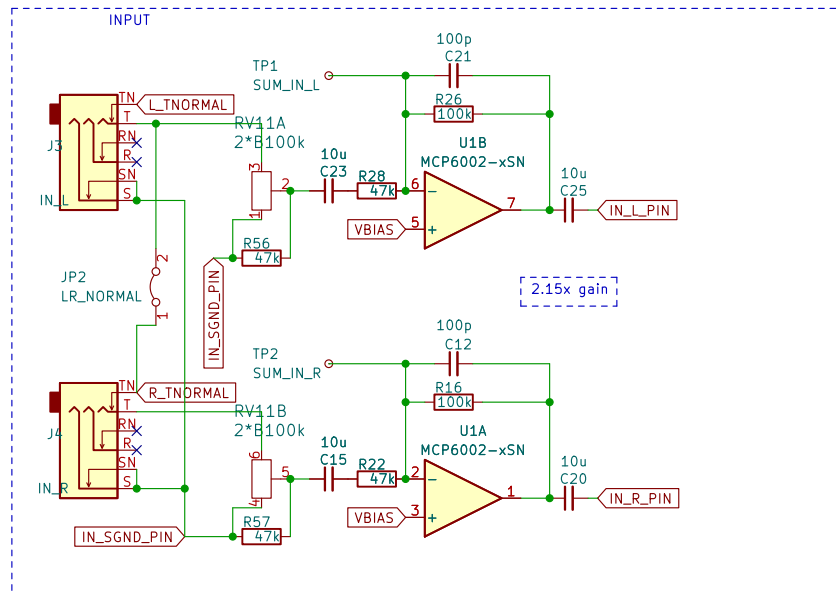 INPUT
TP1
SUM_IN_L
100p
C21
R26
100k
TN
L_TNORMAL
T
RN
R
SN
S
J3
IN_L
RV11A
2*B100k
3
2
1
10u
C23
R28
47k
U1B
MCP6002-xSN
6
5
7
VBIAS
10u
C25
IN_L_PIN
R56
47k
IN_SGND_PIN
JP2
LR_NORMAL
2
1
2.15x gain
TP2
SUM_IN_R
100p
C12
R16
100k
TN
R_TNORMAL
T
RN
R
SN
S
J4
IN_R
RV11B
2*B100k
6
5
4
10u
C15
R22
47k
U1A
MCP6002-xSN
2
3
1
VBIAS
10u
C20
IN_R_PIN
R57
47k
IN_SGND_PIN